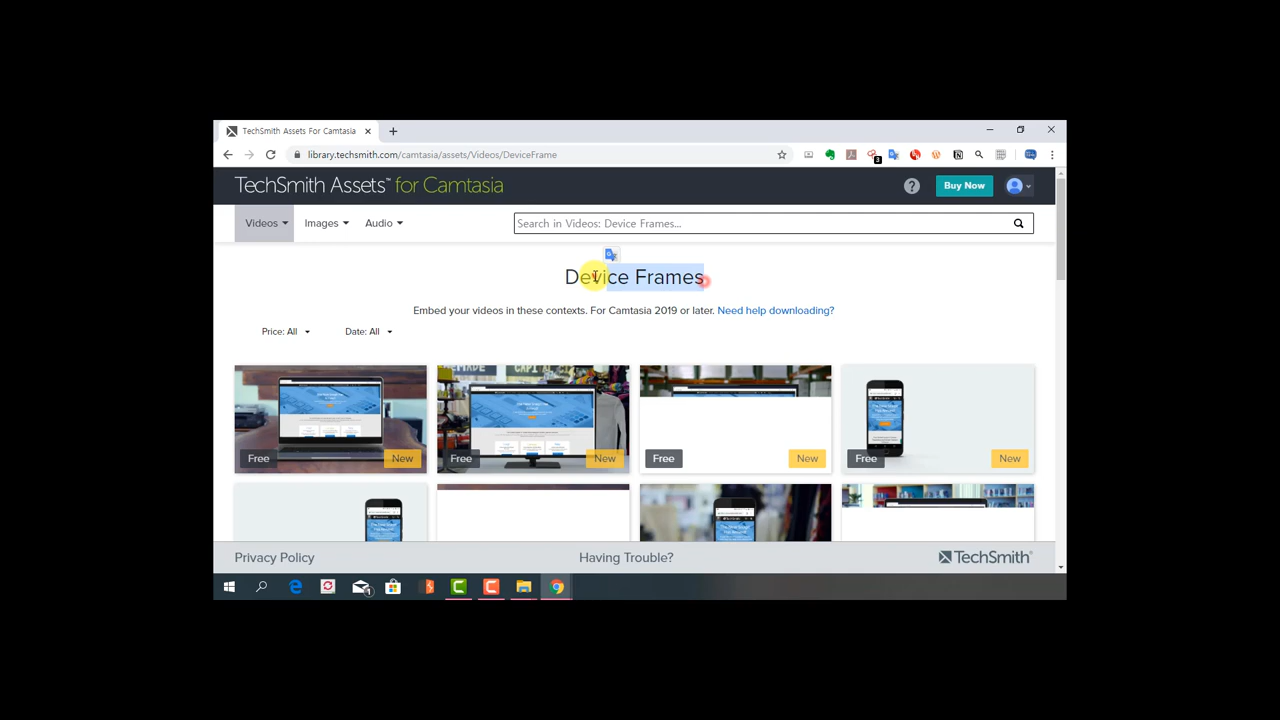 TechSmith Assets For Camtasia
library.techsmith.com/camtasia/assets/Videos/DeviceFrame
3
TechSmith Assets™ for Camtasia
Buy Now
Videos
Images
Audio
Search in Videos: Device Frames...
Device Frames
Embed your videos in these contexts. For Camtasia 2019 or later. Need help downloading?
Price: All
Date: All
Free
New
Free
New
Free
New
Free
New
Privacy Policy
Having Trouble?
TechSmith®
1